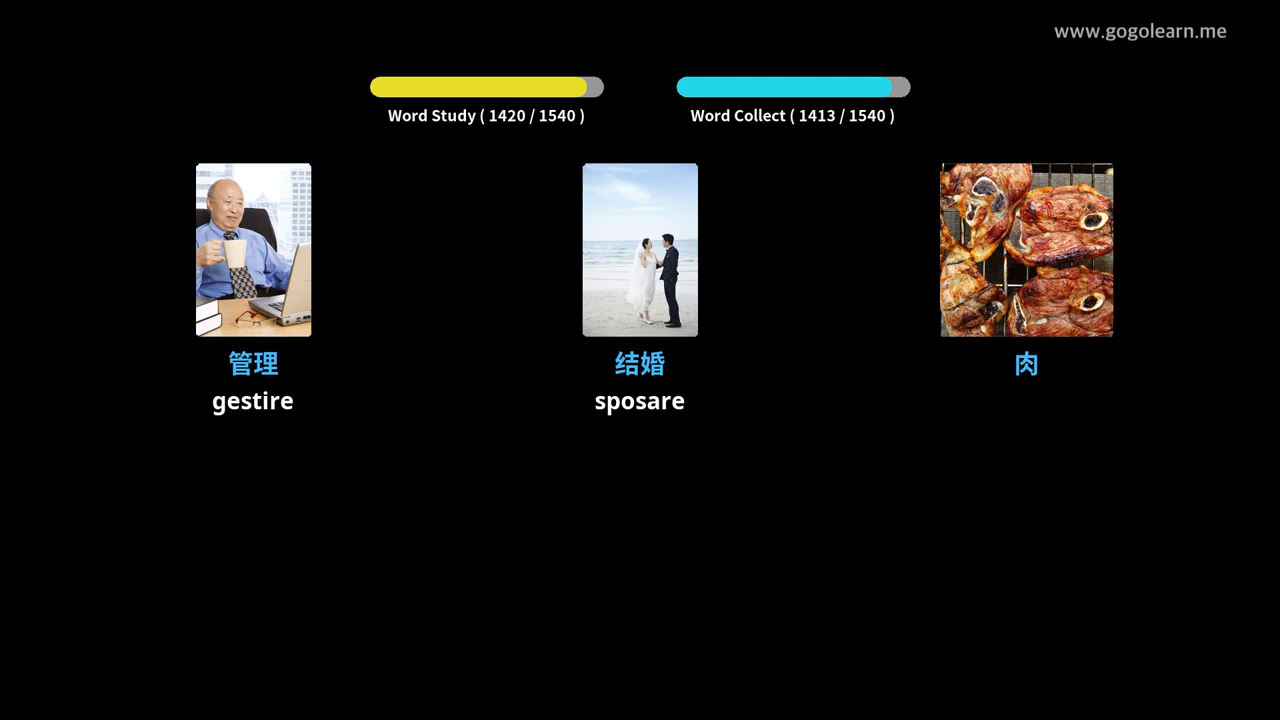 www.gogolearn.me
Word Study ( 1420 / 1540 )
Word Collect ( 1413 / 1540 )
管理
结婚
肉
gestire
sposare